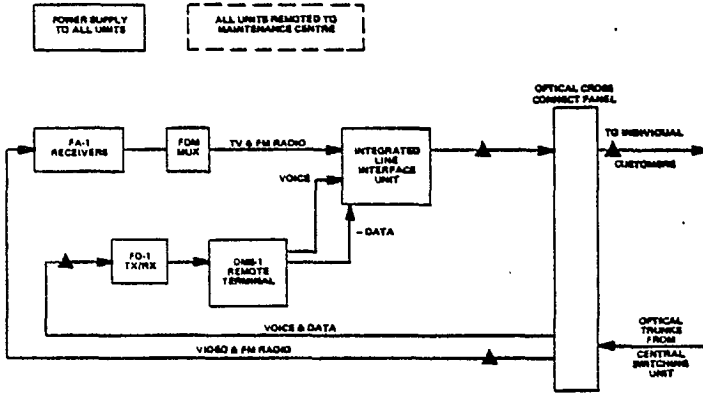 POWER SUPPLY
TO ALL UNITS
ALL UNITS REMOTED TO
MAINTENANCE CENTRE
OPTICAL CROSS
CONNECT PANEL
FA-1
RECEIVERS
FDM
MUX
TV & FM RADIO
INTEGRATED
LINE
INTERFACE
UNIT
TO INDIVIDUAL
CUSTOMERS
VOICE
DATA
FD-1
TX/RX
DMS-1
REMOTE
TERMINAL
VOICE & DATA
VIDEO & FM RADIO
OPTICAL
TRUNKS
FROM
CENTRAL
SWITCHING
UNIT